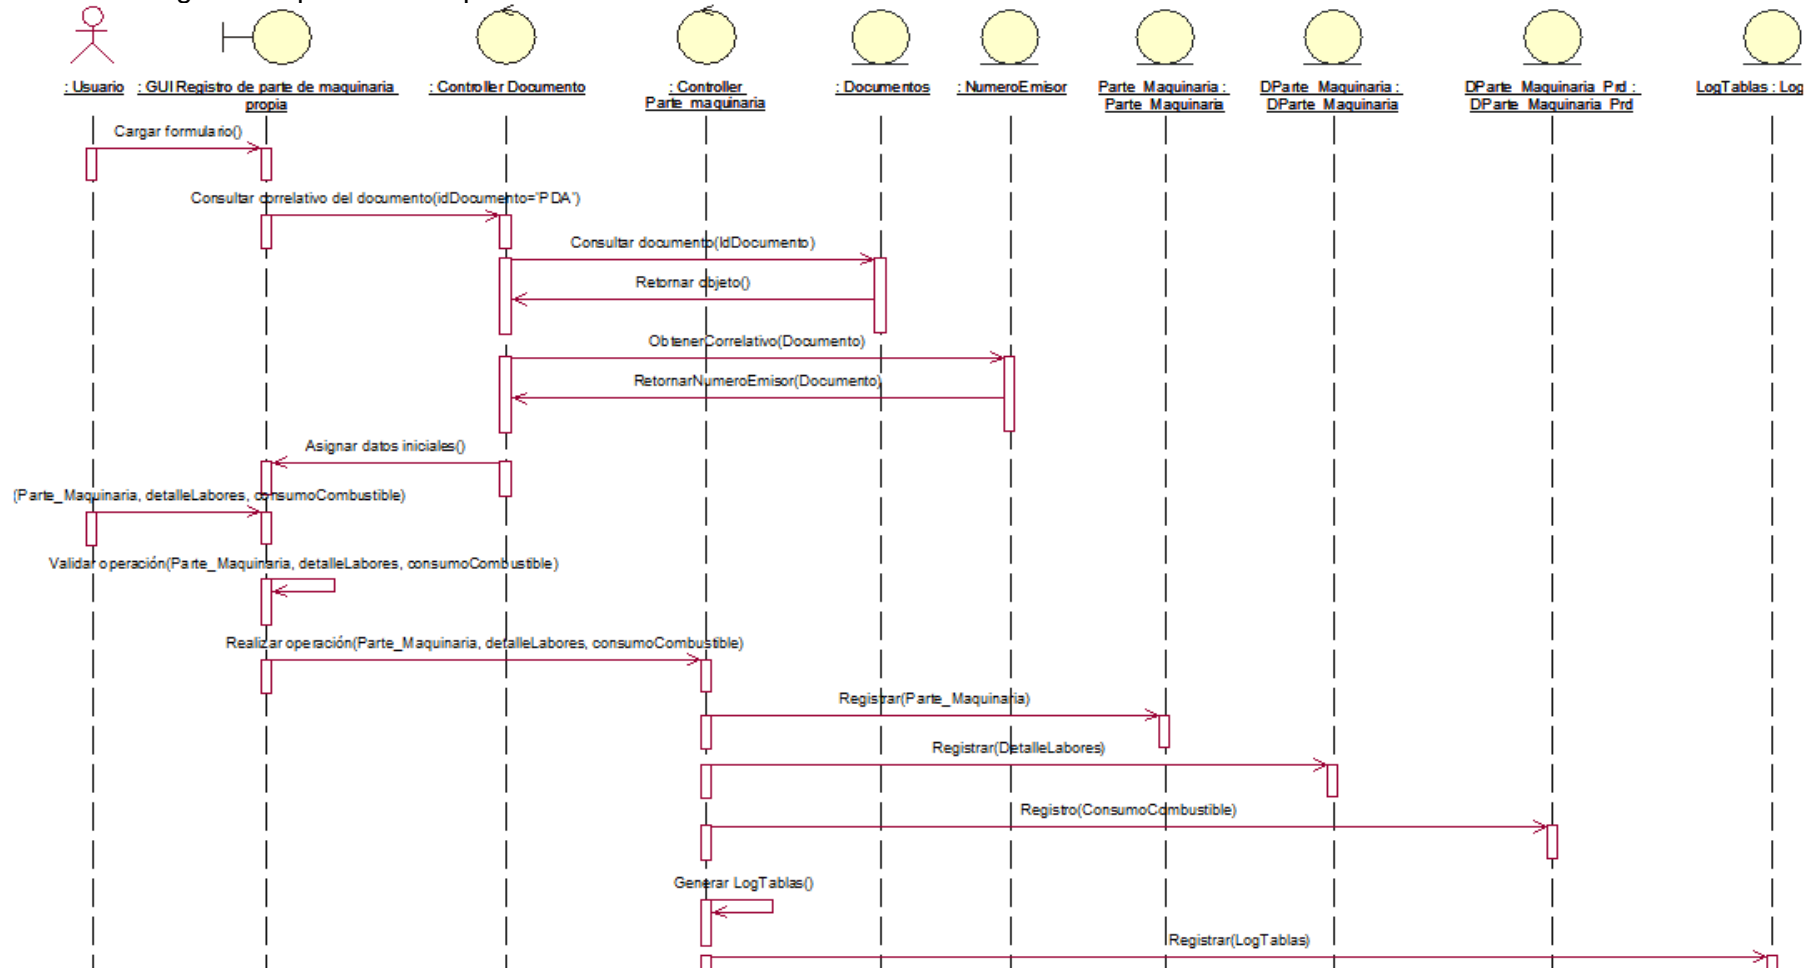 : Usuario
: GUI Registro de parte de maquinaria
propia
: Controller Documento
: Controller
Parte_maquinaria
: Documentos
: NumeroEmisor
Parte_Maquinaria :
Parte_Maquinaria
DParte_Maquinaria :
DParte_Maquinaria
DParte_Maquinaria_Prd :
DParte_Maquinaria_Prd
LogTablas : Log
Cargar formulario()
Consultar correlativo del documento(idDocumento='PDA')
Consultar documento(IdDocumento)
Retornar objeto()
ObtenerCorrelativo(Documento)
RetornarNumeroEmisor(Documento)
Asignar datos iniciales()
(Parte_Maquinaria, detalleLabores, consumoCombustible)
Validar operación(Parte_Maquinaria, detalleLabores, consumoCombustible)
Realizar operación(Parte_Maquinaria, detalleLabores, consumoCombustible)
Registrar(Parte_Maquinaria)
Registrar(DetalleLabores)
Registro(ConsumoCombustible)
Generar LogTablas()
Registrar(LogTablas)